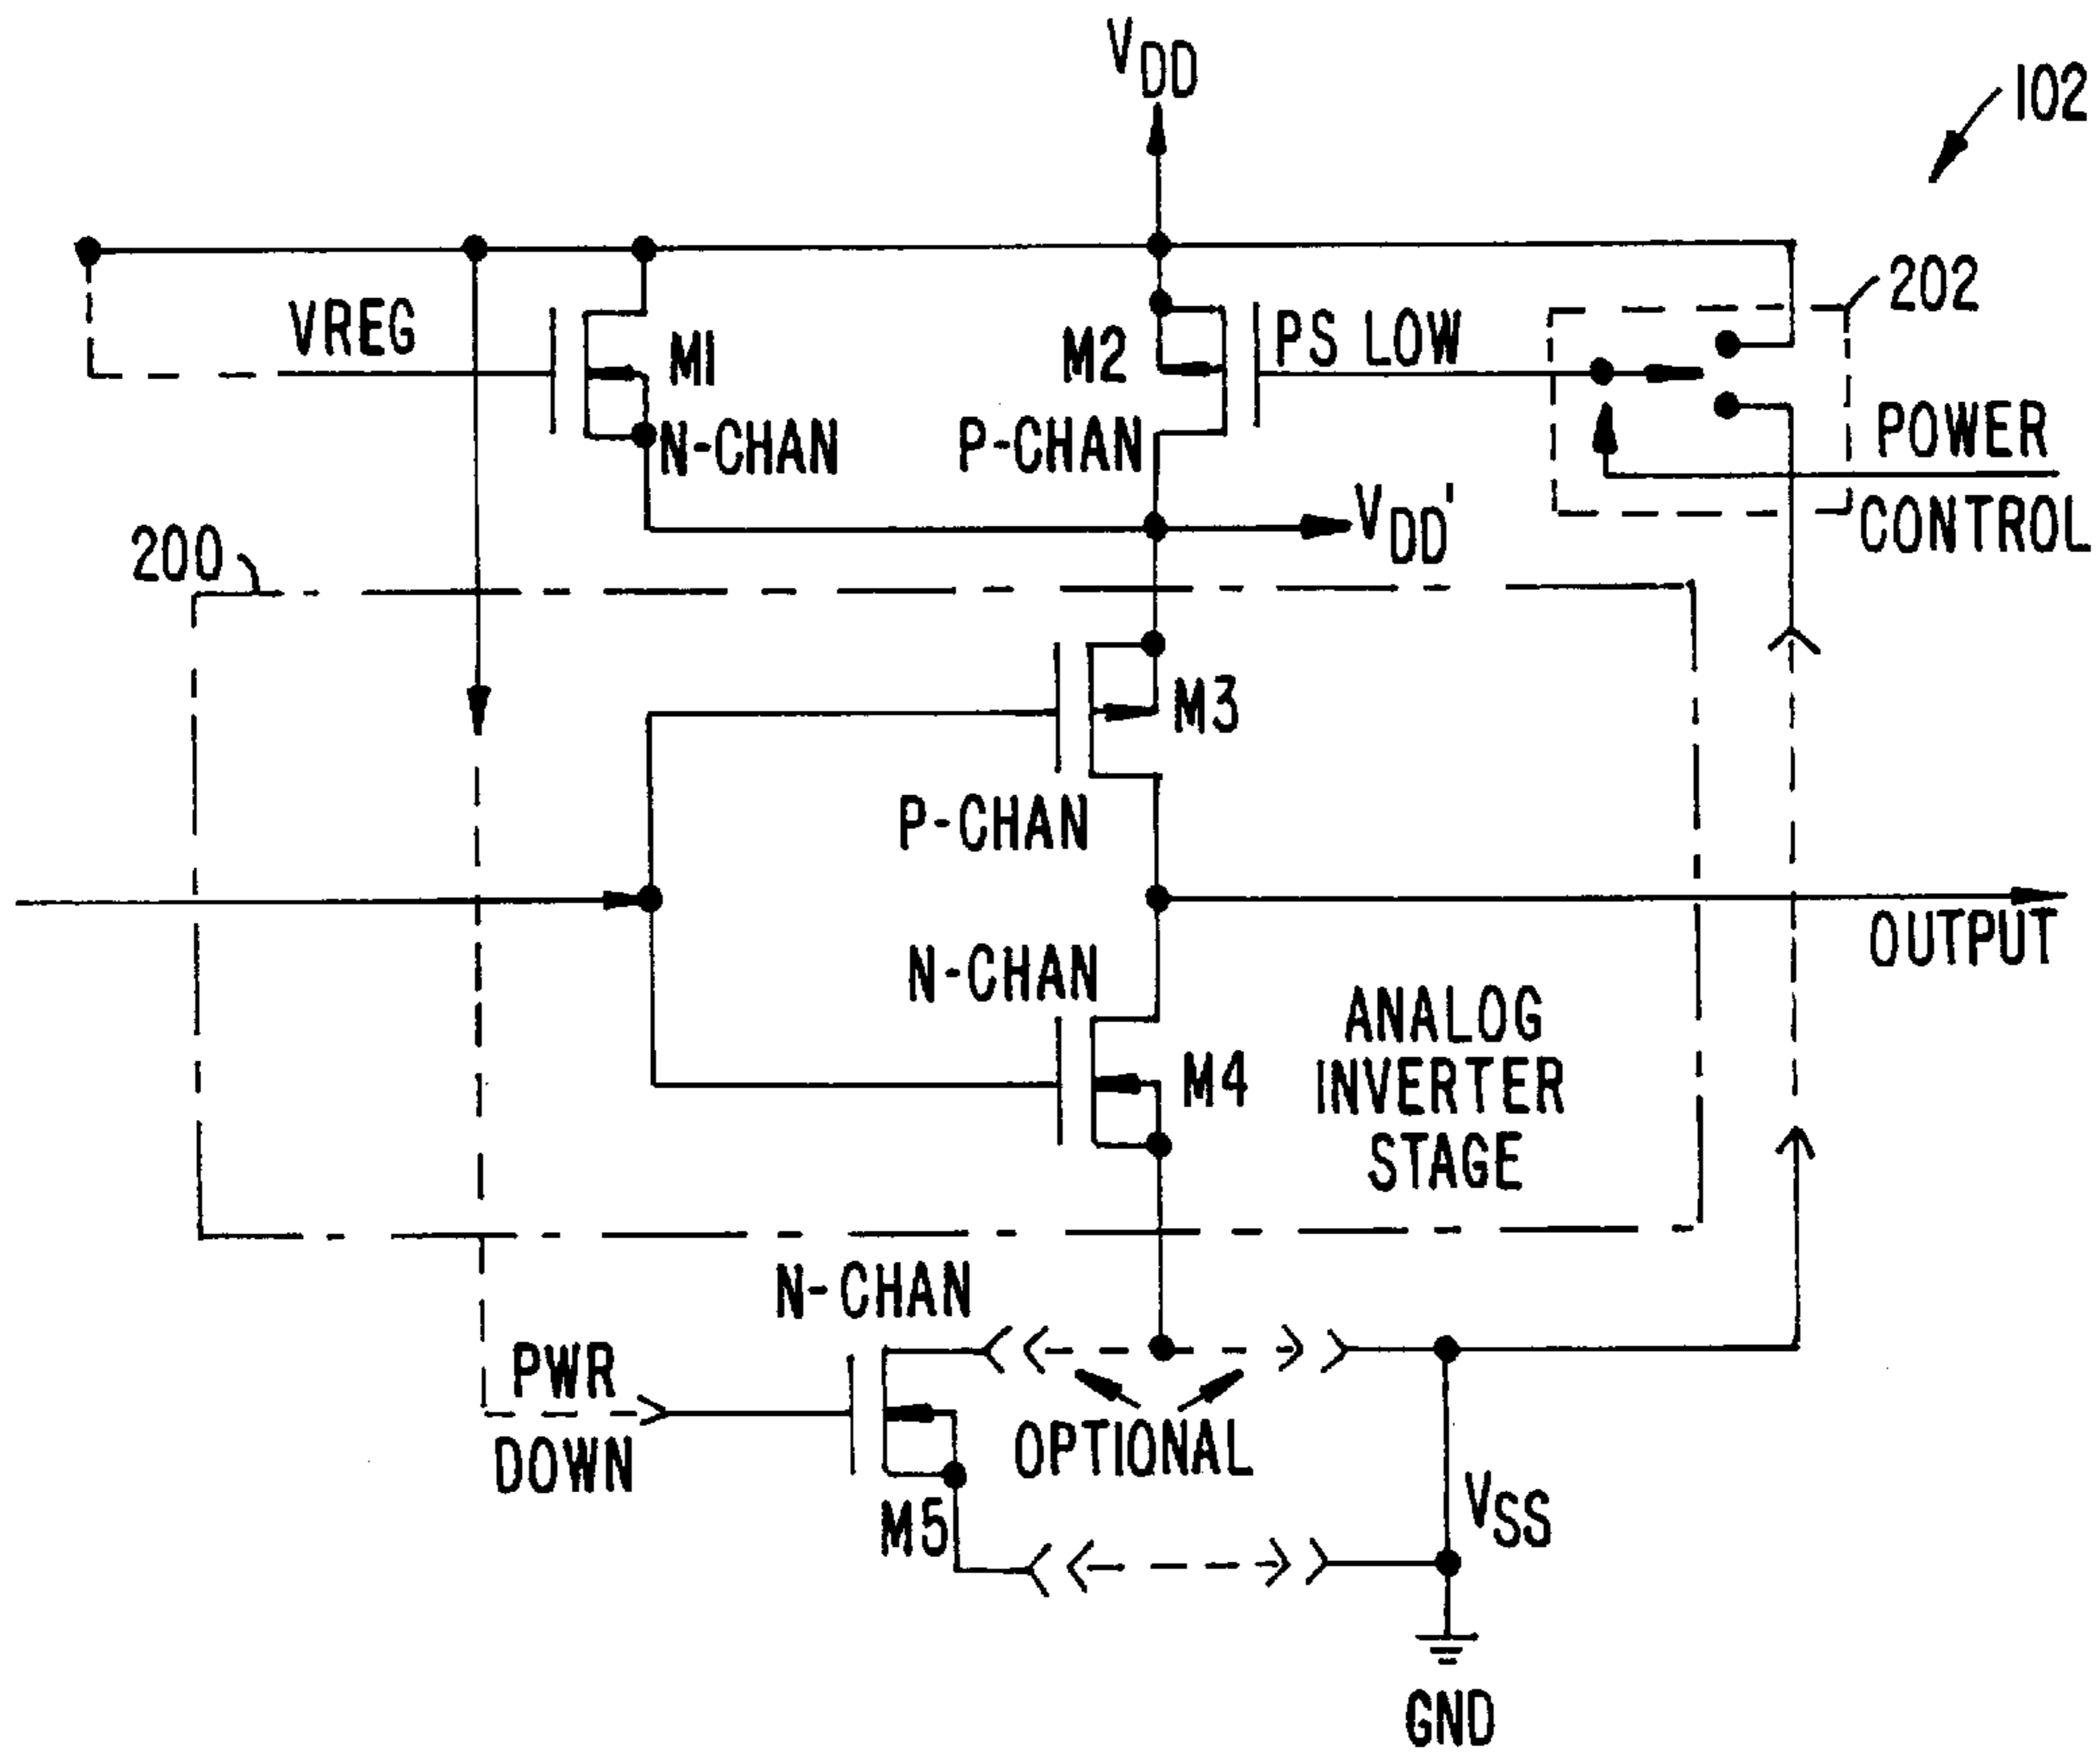 VDD
102
202
VREG
M1
M2
PS LOW
N-CHAN
P-CHAN
POWER
CONTROL
VDD'
200
M3
P-CHAN
OUTPUT
N-CHAN
M4
ANALOG
INVERTER
STAGE
N-CHAN
PWR
DOWN
OPTIONAL
M5
VSS
GND